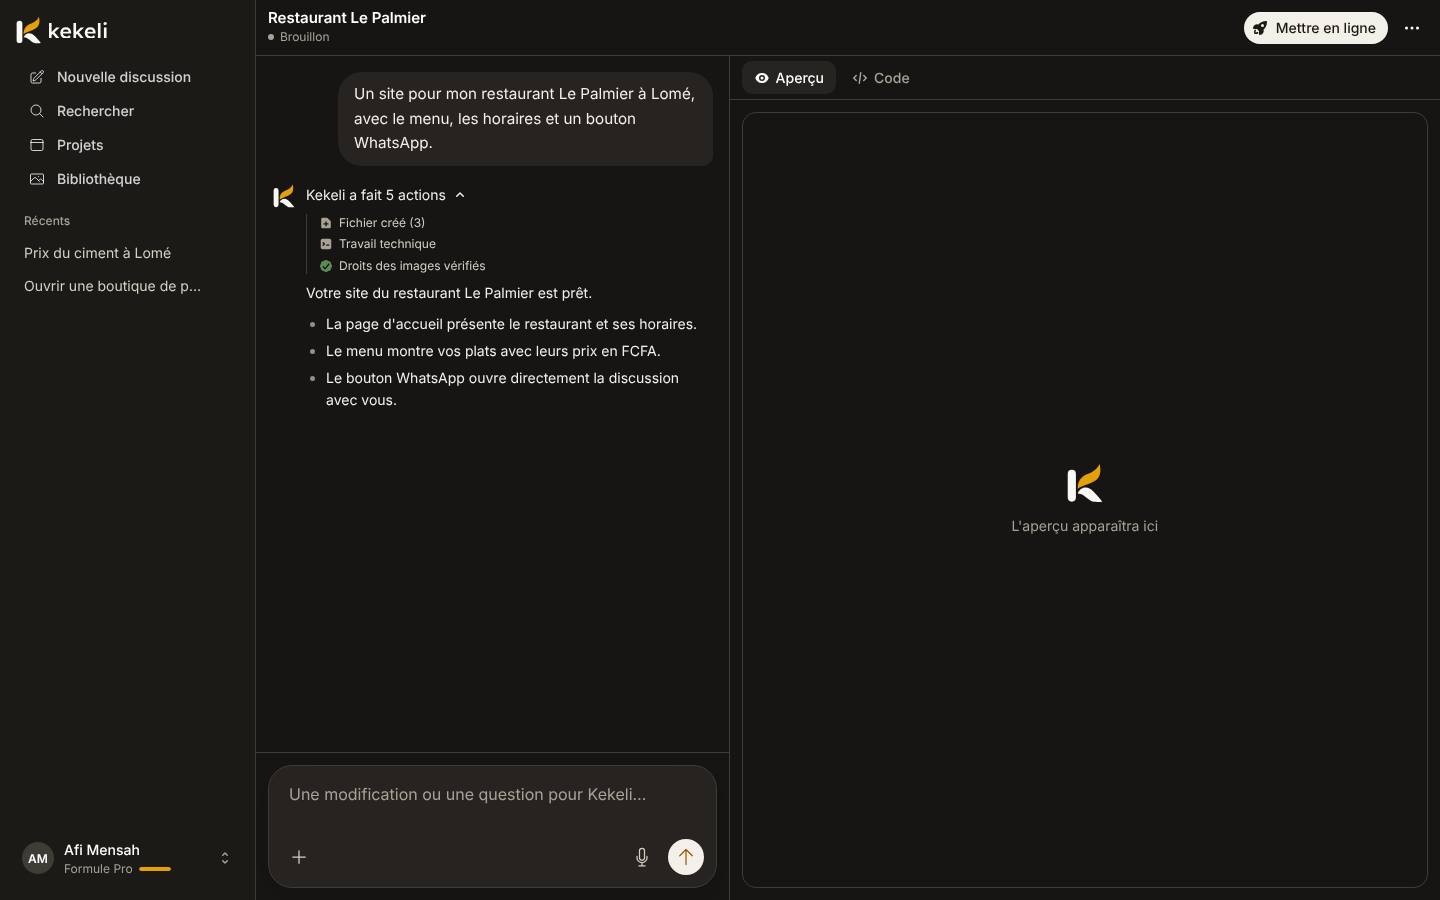 kekeli
Nouvelle discussion
Rechercher
Projets
Bibliothèque
Récents
Prix du ciment à Lomé
Ouvrir une boutique de p...
AM
Afi Mensah
Formule Pro
Restaurant Le Palmier
Brouillon
Mettre en ligne
Un site pour mon restaurant Le Palmier à Lomé,
avec le menu, les horaires et un bouton
WhatsApp.
Kekeli a fait 5 actions
Fichier créé (3)
Travail technique
Droits des images vérifiés
Votre site du restaurant Le Palmier est prêt.
La page d'accueil présente le restaurant et ses horaires.
Le menu montre vos plats avec leurs prix en FCFA.
Le bouton WhatsApp ouvre directement la discussion
avec vous.
Une modification ou une question pour Kekeli...
Aperçu
Code
L'aperçu apparaîtra ici